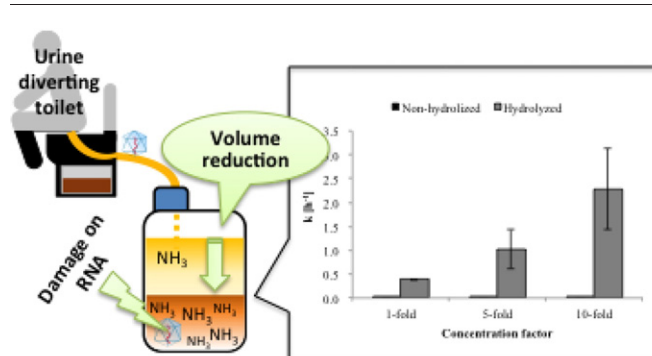 Urine
diverting
toilet
Volume
reduction
Damage on
RNA
NH3
NH3
NH3
NH3
NH3
NH3
■Non-hydrolized ■Hydrolyzed
k [h-1]
3.5
3.0
2.5
2.0
1.5
1.0
0.5
0.0
1-fold 5-fold 10-fold
Concentration factor